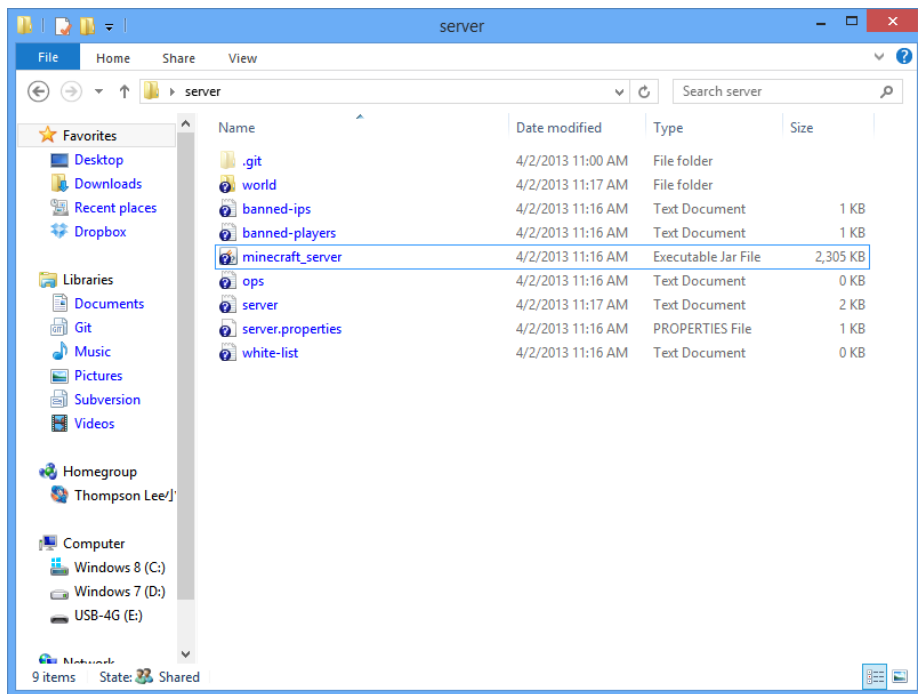 server
File Home Share View
server
Search server
Favorites
Desktop
Downloads
Recent places
Dropbox
Libraries
Documents
Git
Music
Pictures
Subversion
Videos
Homegroup
Thompson Lee
Computer
Windows 8 (C:)
Windows 7 (D:)
USB-4G (E:)
Network
Name Date modified Type Size
.git 4/2/2013 11:00 AM File folder
world 4/2/2013 11:17 AM File folder
banned-ips 4/2/2013 11:16 AM Text Document 1 KB
banned-players 4/2/2013 11:16 AM Text Document 1 KB
minecraft_server 4/2/2013 11:16 AM Executable Jar File 2,305 KB
ops 4/2/2013 11:16 AM Text Document 0 KB
server 4/2/2013 11:17 AM Text Document 2 KB
server.properties 4/2/2013 11:16 AM PROPERTIES File 1 KB
white-list 4/2/2013 11:16 AM Text Document 0 KB
9 items State: Shared